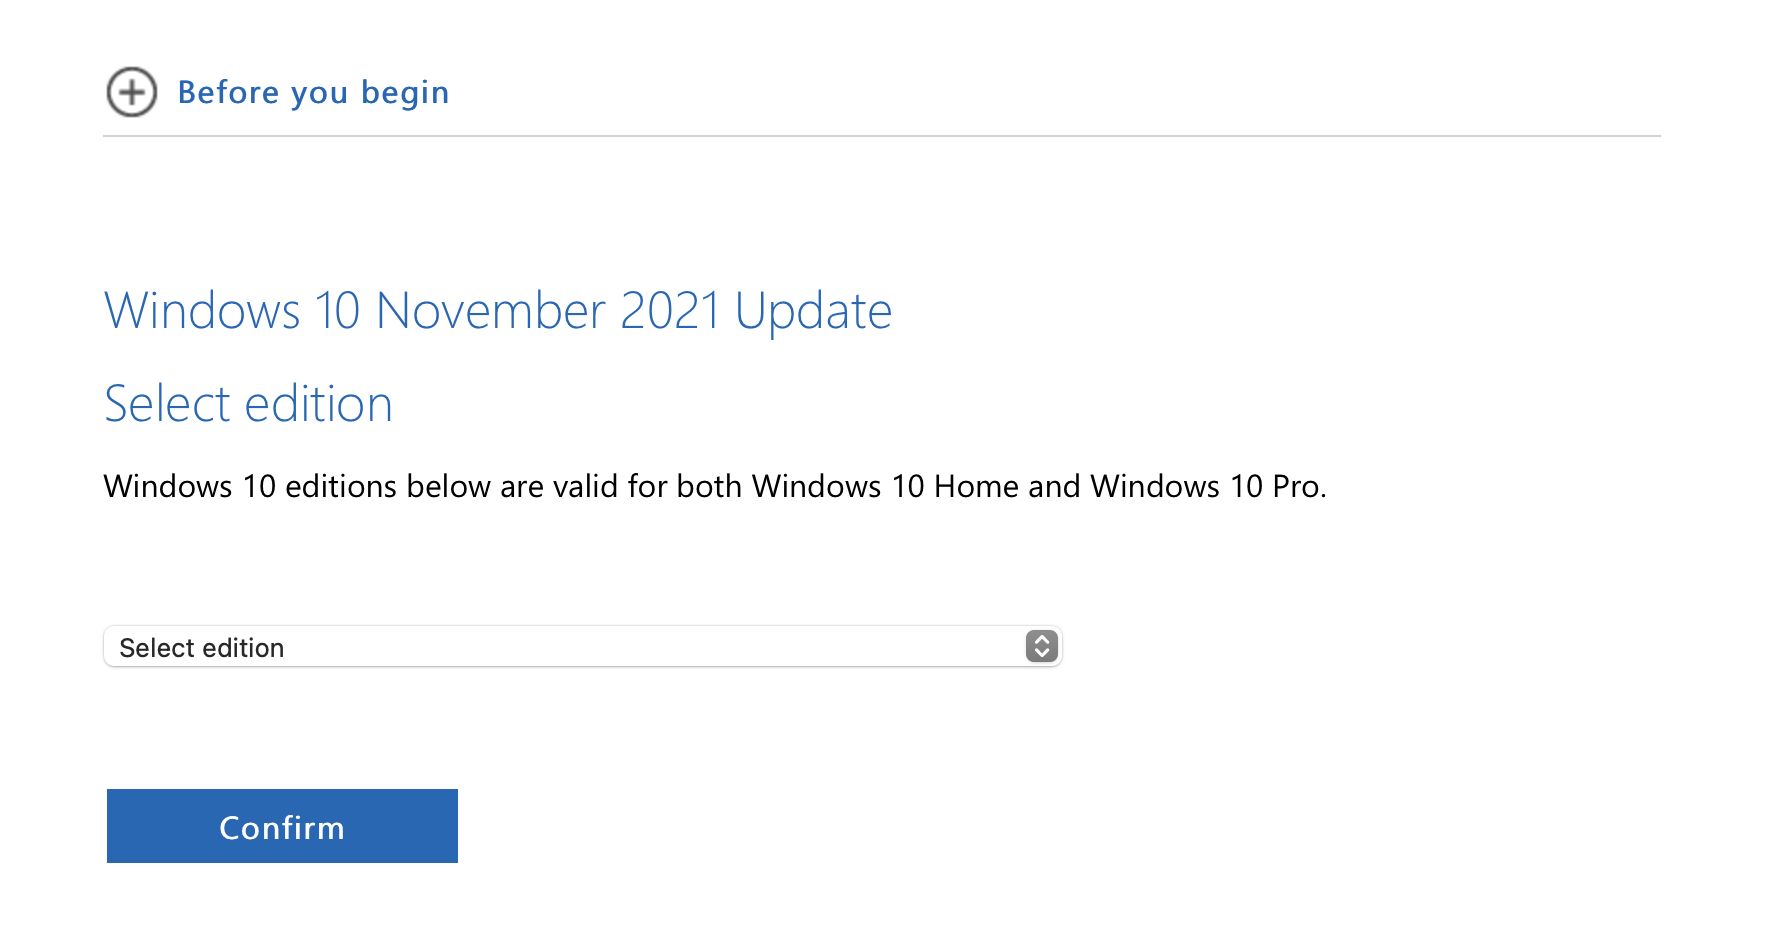 Before you begin
Windows 10 November 2021 Update
Select edition
Windows 10 editions below are valid for both Windows 10 Home and Windows 10 Pro.
Select edition
Confirm